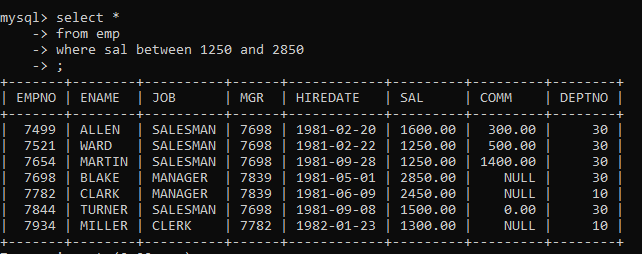 mysql> select *
    -> from emp
    -> where sal between 1250 and 2850
    -> ;
+-------+--------+----------+------+------------+---------+---------+--------+
| EMPNO | ENAME  | JOB      | MGR  | HIREDATE   | SAL     | COMM    | DEPTNO |
+-------+--------+----------+------+------------+---------+---------+--------+
|  7499 | ALLEN  | SALESMAN | 7698 | 1981-02-20 | 1600.00 |  300.00 |     30 |
|  7521 | WARD   | SALESMAN | 7698 | 1981-02-22 | 1250.00 |  500.00 |     30 |
|  7654 | MARTIN | SALESMAN | 7698 | 1981-09-28 | 1250.00 | 1400.00 |     30 |
|  7698 | BLAKE  | MANAGER  | 7839 | 1981-05-01 | 2850.00 |    NULL |     30 |
|  7782 | CLARK  | MANAGER  | 7839 | 1981-06-09 | 2450.00 |    NULL |     10 |
|  7844 | TURNER | SALESMAN | 7698 | 1981-09-08 | 1500.00 |    0.00 |     30 |
|  7934 | MILLER | CLERK    | 7782 | 1982-01-23 | 1300.00 |    NULL |     10 |
+-------+--------+----------+------+------------+---------+---------+--------+